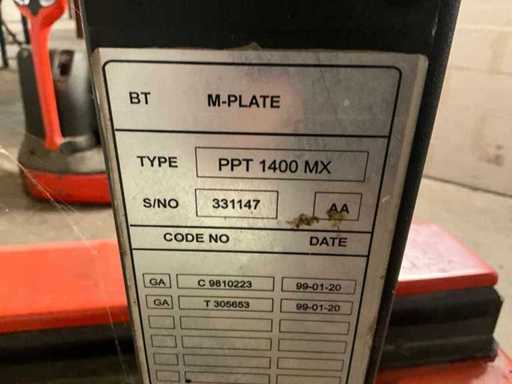 BT M-PLATE
TYPE PPT 1400 MX
S/NO 331147 AA
CODE NO DATE
GA C 9810223 99-01-20
GA T 305653 99-01-20